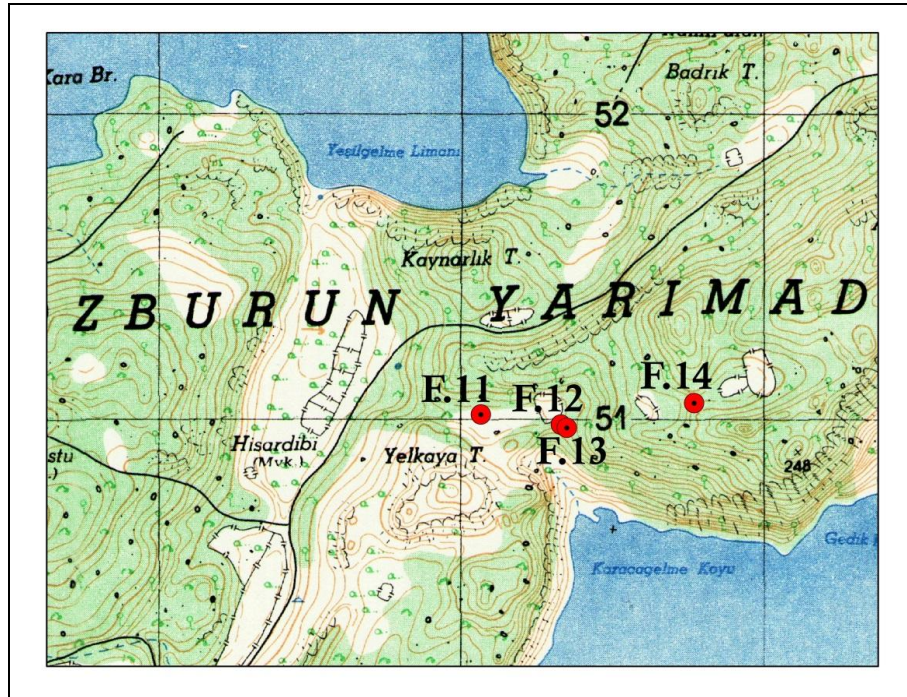 Kara Br.
Badrık T.
52
Yeşilgelme Limanı
Kaynarlık T.
ZBURUN YARIMAD
F.11
F.12
F.14
51
F.13
Hisardibi
(Mvk.)
Yelkaya T.
248
Karacagelme Koyu
Gedik